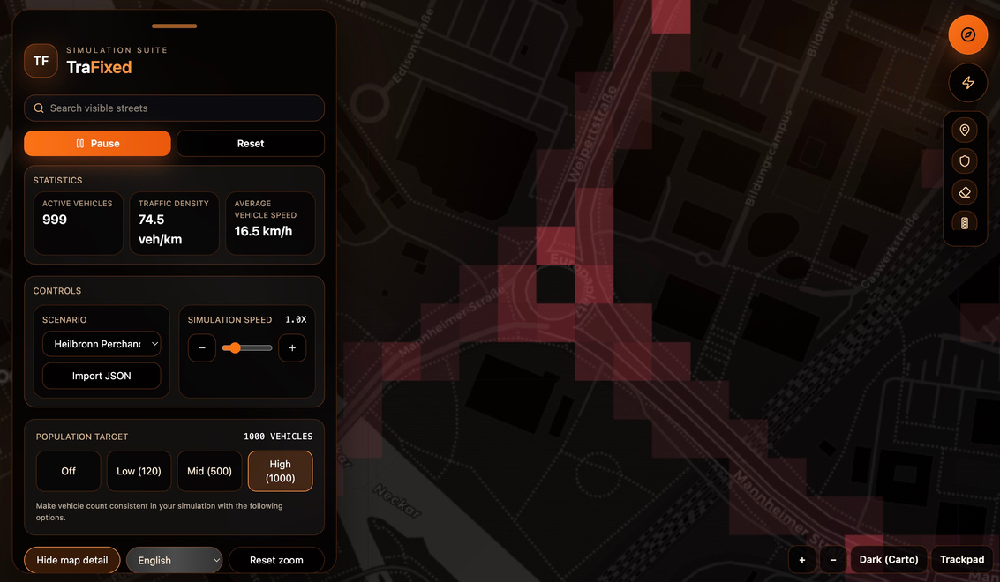 TF
SIMULATION SUITE
TraFixed
Search visible streets
Pause
Reset
STATISTICS
ACTIVE VEHICLES
999
TRAFFIC DENSITY
74.5
veh/km
AVERAGE
VEHICLE SPEED
16.5 km/h
CONTROLS
SCENARIO
Heilbronn Perchanc
Import JSON
SIMULATION SPEED
1.0X
−
+
POPULATION TARGET
1000 VEHICLES
Off
Low (120)
Mid (500)
High
(1000)
Make vehicle count consistent in your simulation with the following
options.
Hide map detail
English
Reset zoom
Edisonstraße
Weipertstraße
Bildungscampus
Bildungscampus
Gaswerkstraße
Europaplatz
Mannheimer Straße
Neckar
Mannheimer St
+
−
Dark (Carto)
Trackpad